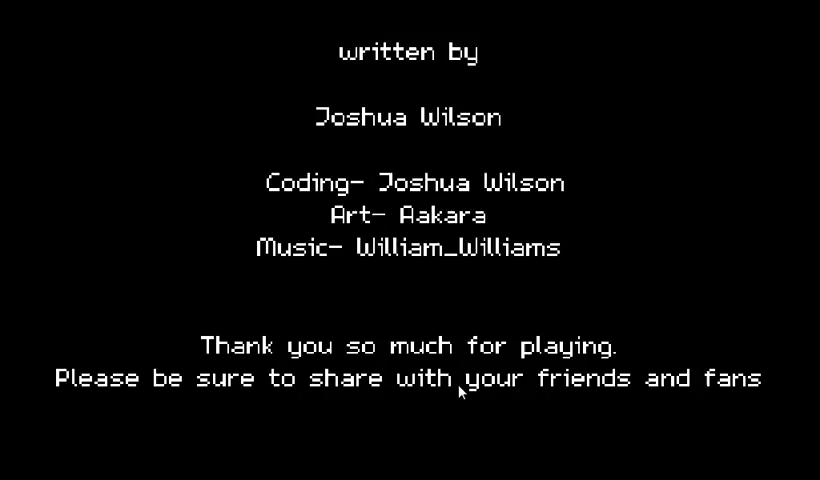 written by
Joshua Wilson
Coding- Joshua Wilson
Art- Aakara
Music- William_Williams
Thank you so much for playing.
Please be sure to share with your friends and fans